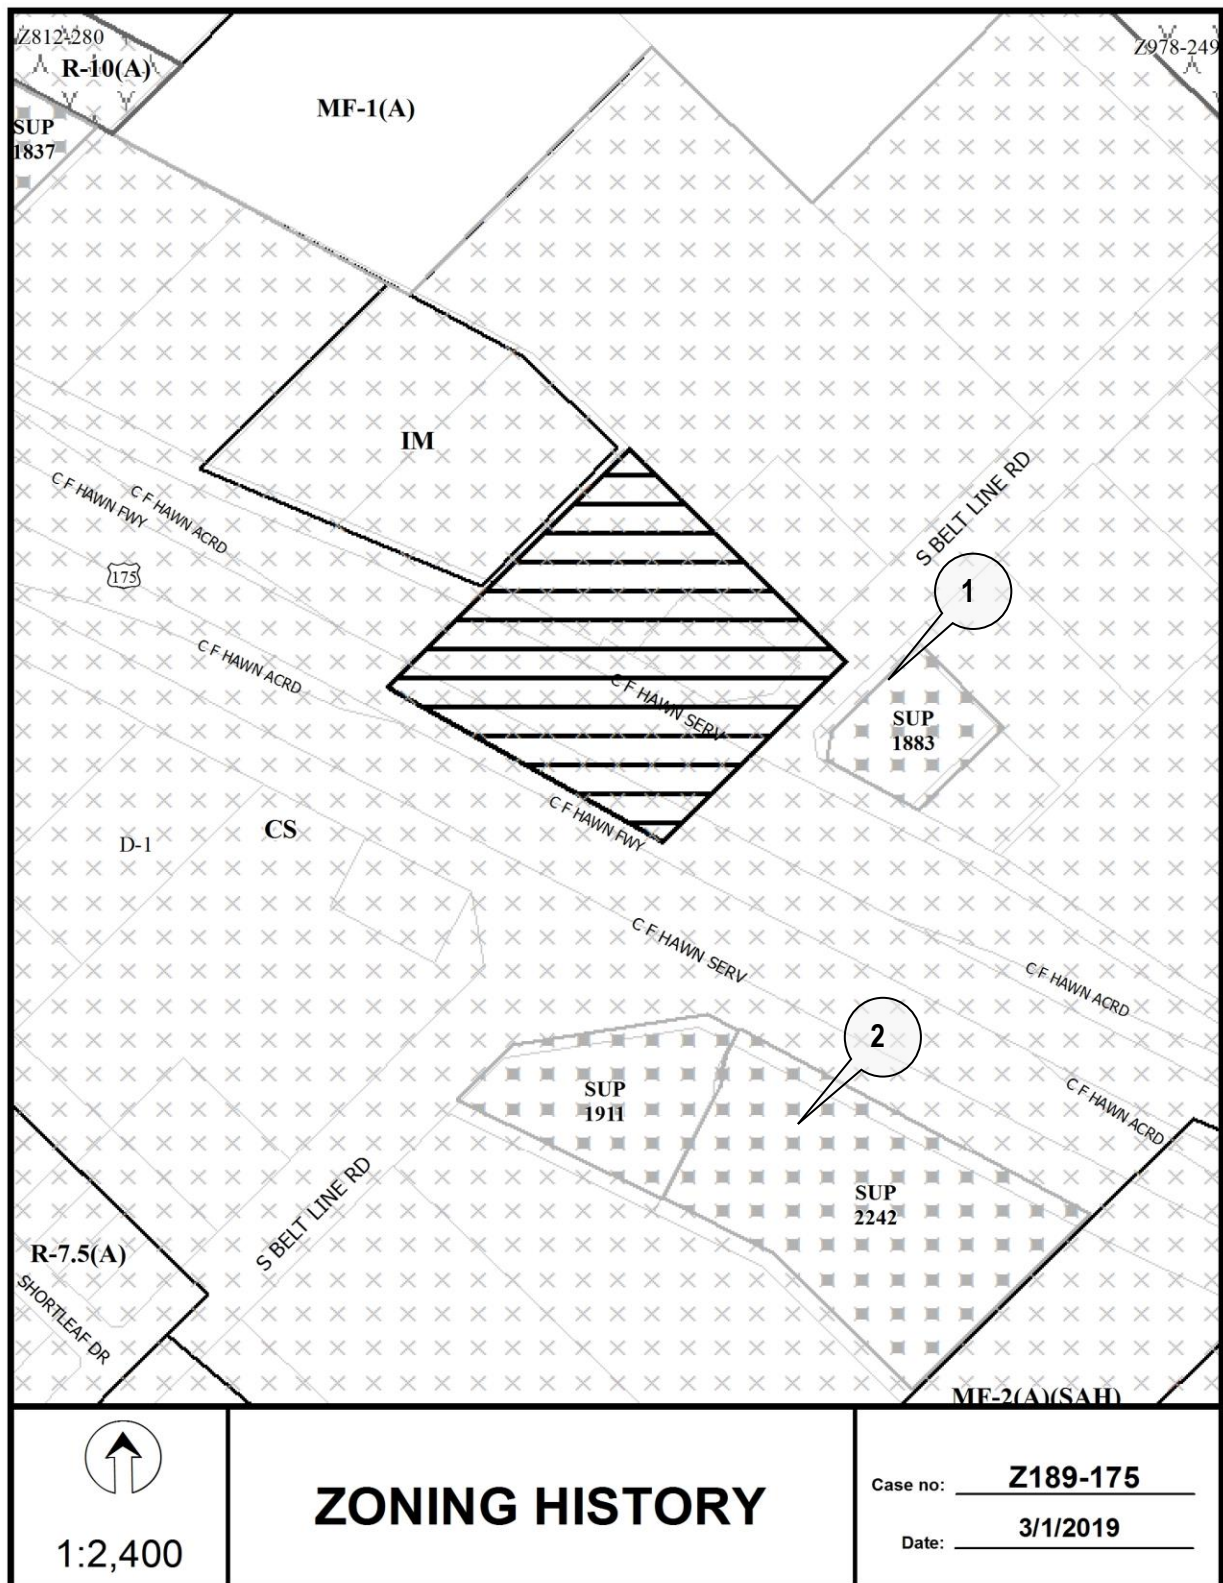 Z812-280
R-10(A)
SUP
1837
MF-1(A)
Z978-249
IM
C F HAWN FWY
C F HAWN ACRD
175
C F HAWN ACRD
S BELT LINE RD
1
SUP
1883
C F HAWN SERV
C F HAWN FWY
CS
D-1
C F HAWN SERV
C F HAWN ACRD
2
SUP
1911
C F HAWN ACRD
SUP
2242
S BELT LINE RD
R-7.5(A)
SHORTLEAF DR
MF-2(A)(SAH)
1:2,400
ZONING HISTORY
Case no: Z189-175
Date: 3/1/2019